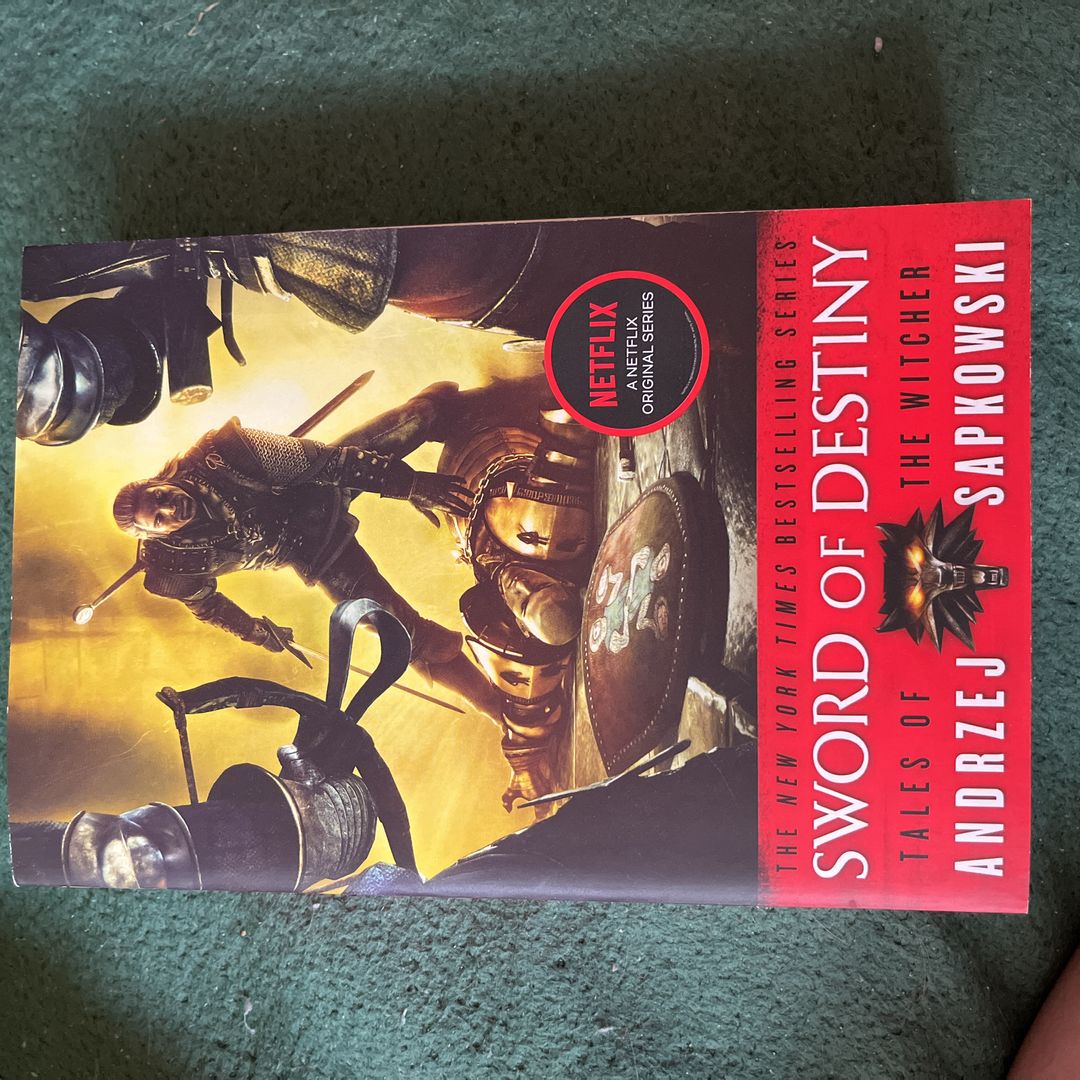 NETFLIX
A NETFLIX
ORIGINAL SERIES
THE NEW YORK TIMES BESTSELLING SERIES
SWORD OF DESTINY
TALES OF THE WITCHER
ANDRZEJ SAPKOWSKI